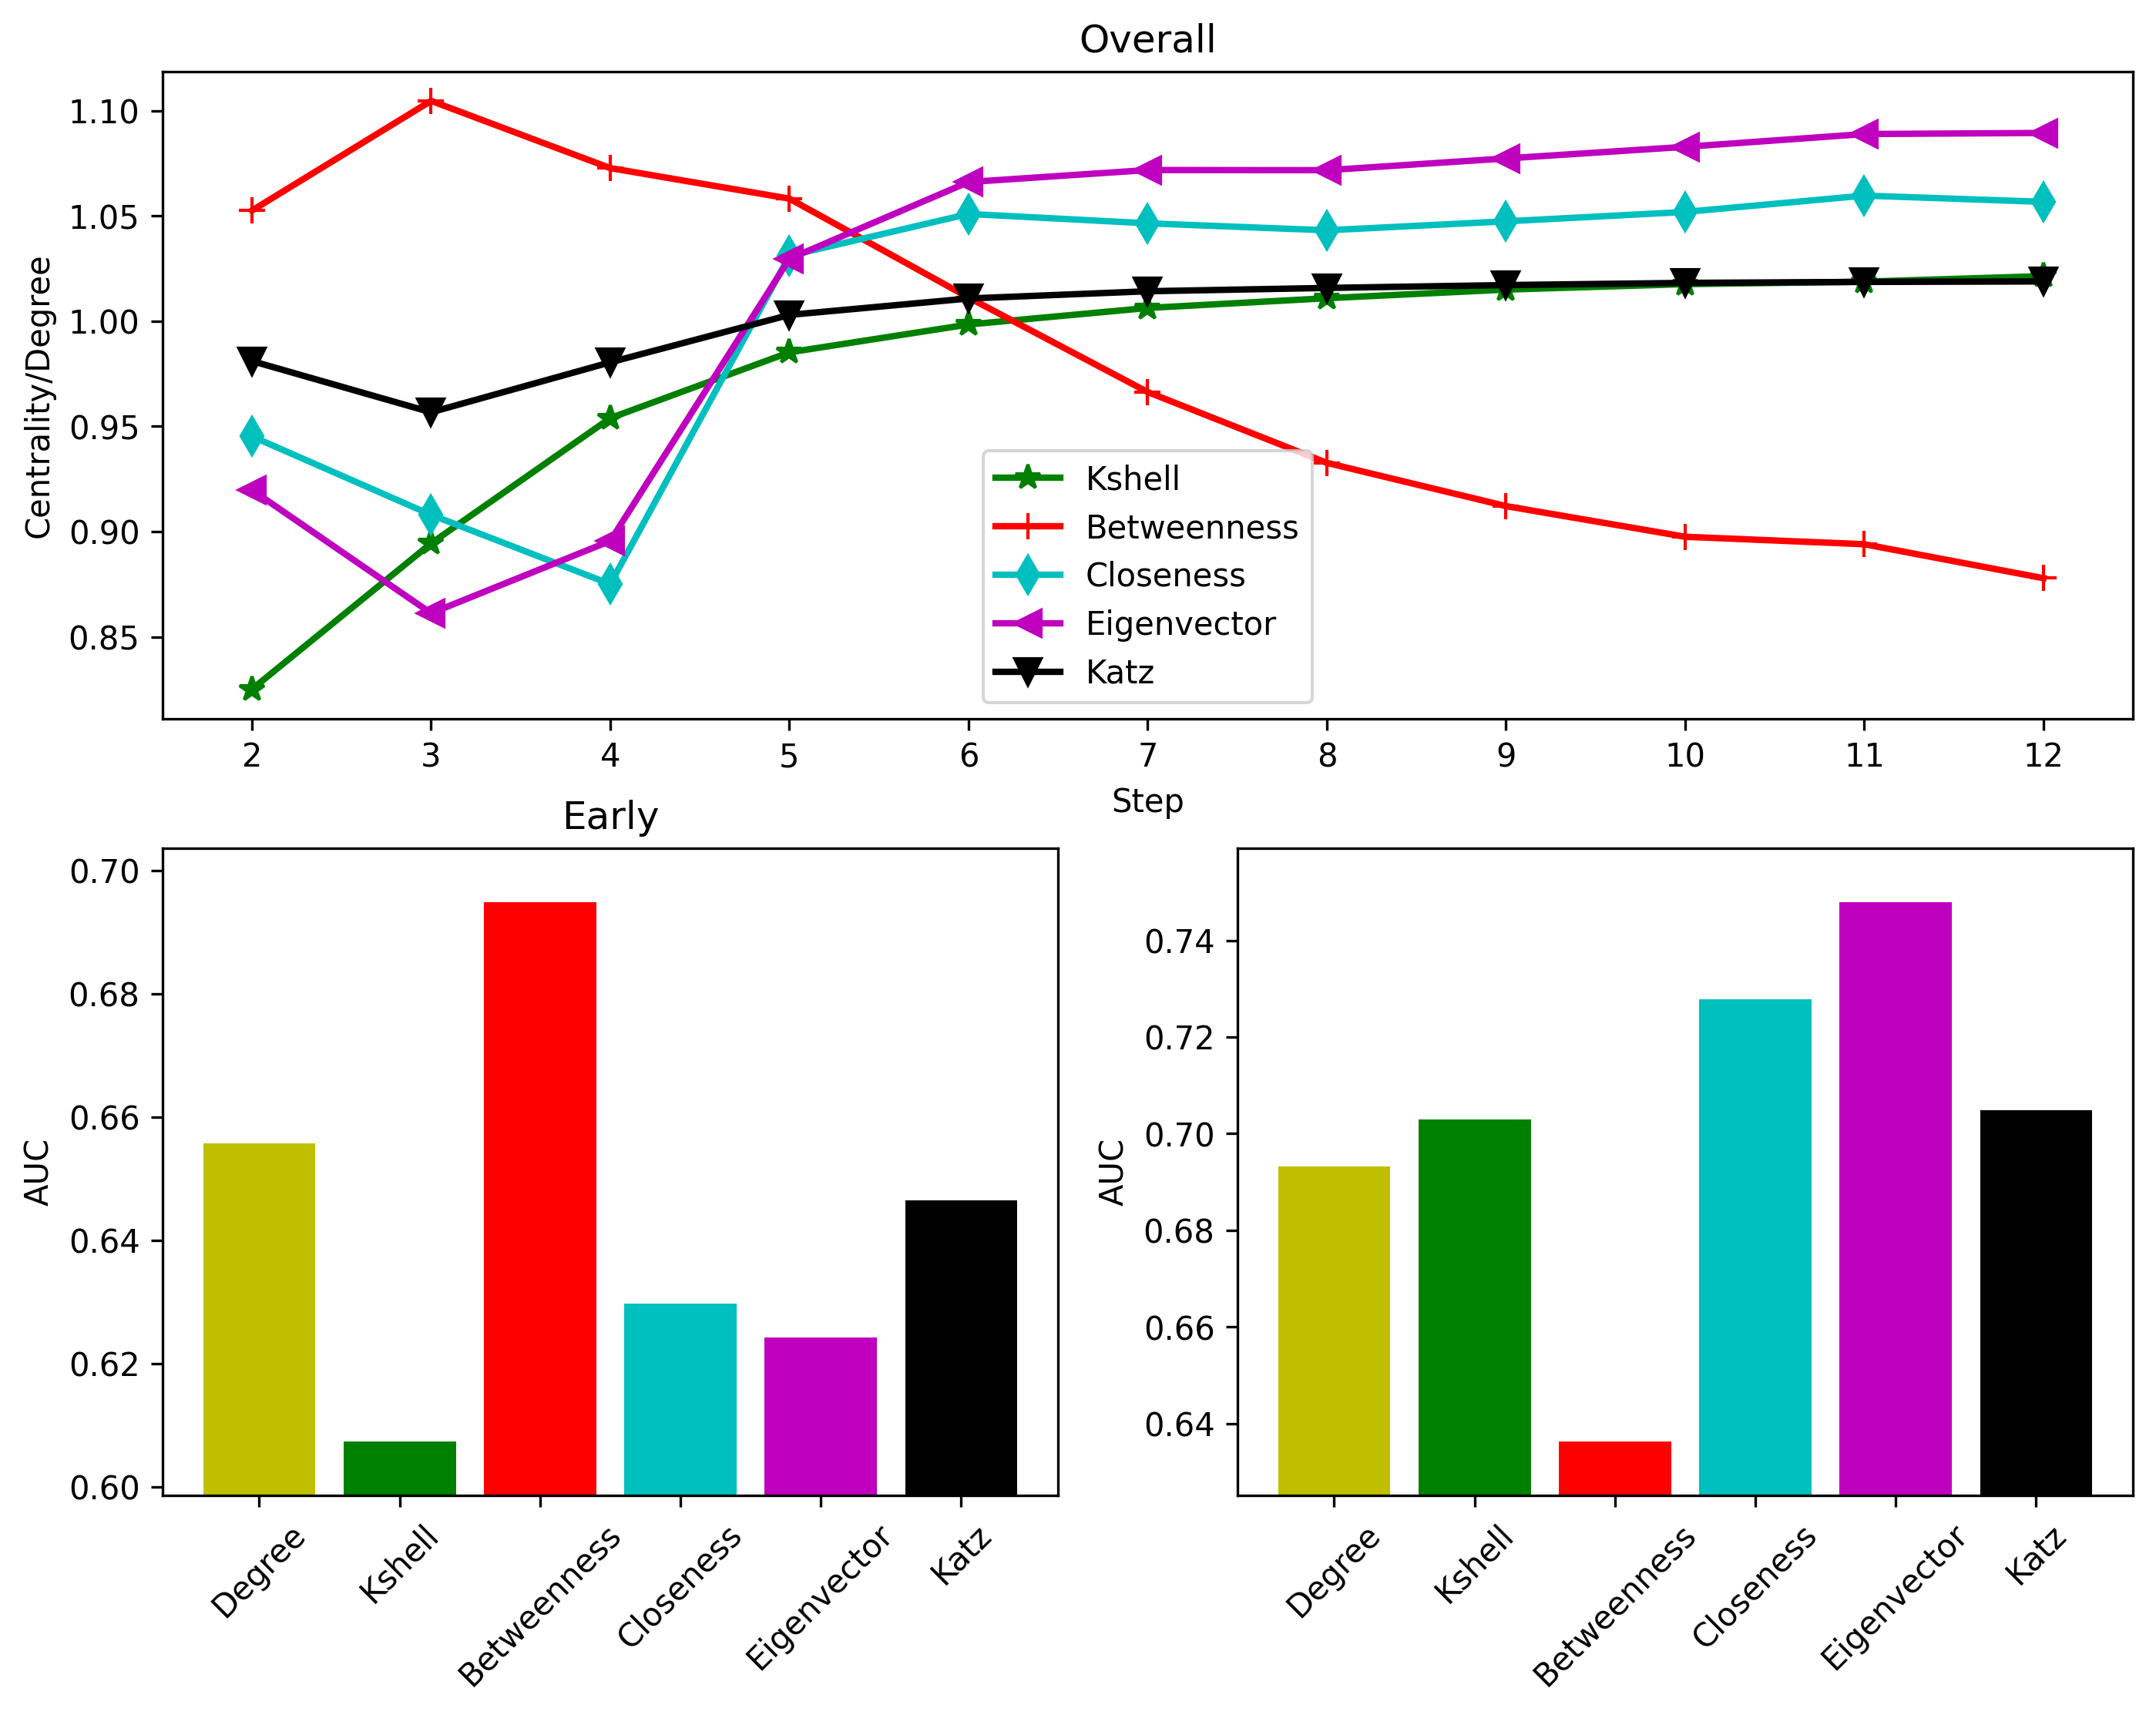 Overall
Centrality/Degree
1.10
1.05
1.00
0.95
0.90
0.85
Kshell
Betweenness
Closeness
Eigenvector
Katz
2 3 4 5 6 7 8 9 10 11 12
Step
Early
AUC
0.70
0.68
0.66
0.64
0.62
0.60
Degree Kshell Betweenness Closeness Eigenvector Katz
AUC
0.74
0.72
0.70
0.68
0.66
0.64
Degree Kshell Betweenness Closeness Eigenvector Katz